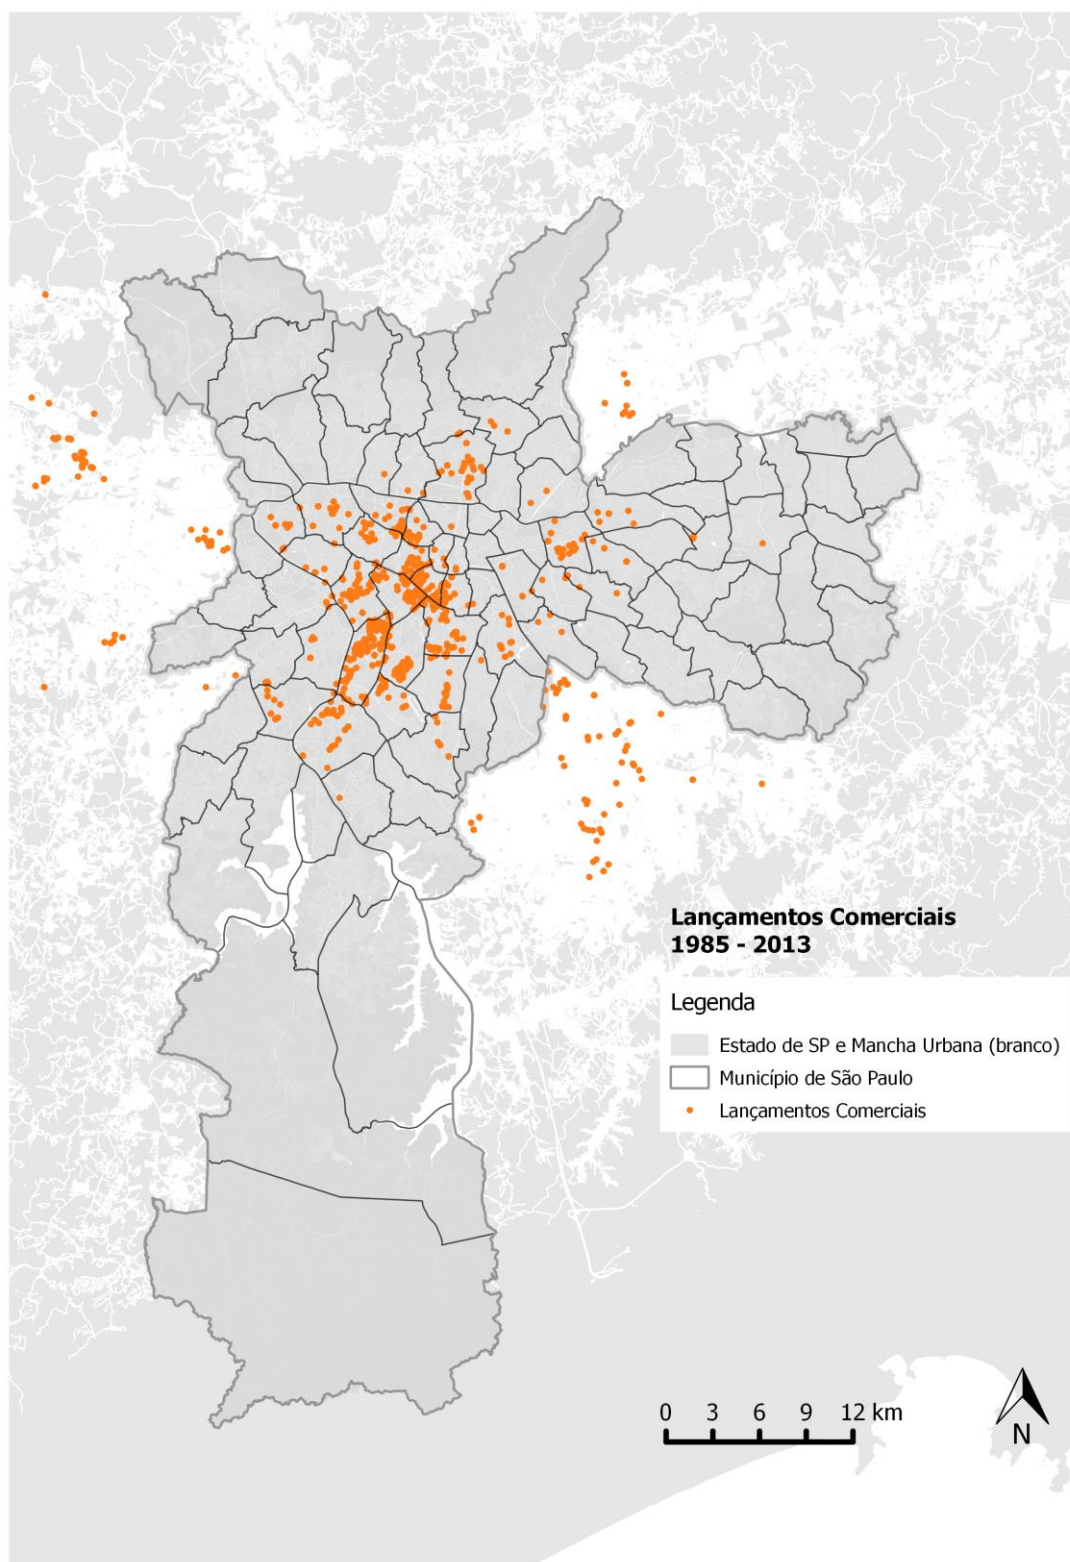 Lançamentos Comerciais
1985 - 2013
Legenda
Estado de SP e Mancha Urbana (branco)
Município de São Paulo
Lançamentos Comerciais
0 3 6 9 12 km
N